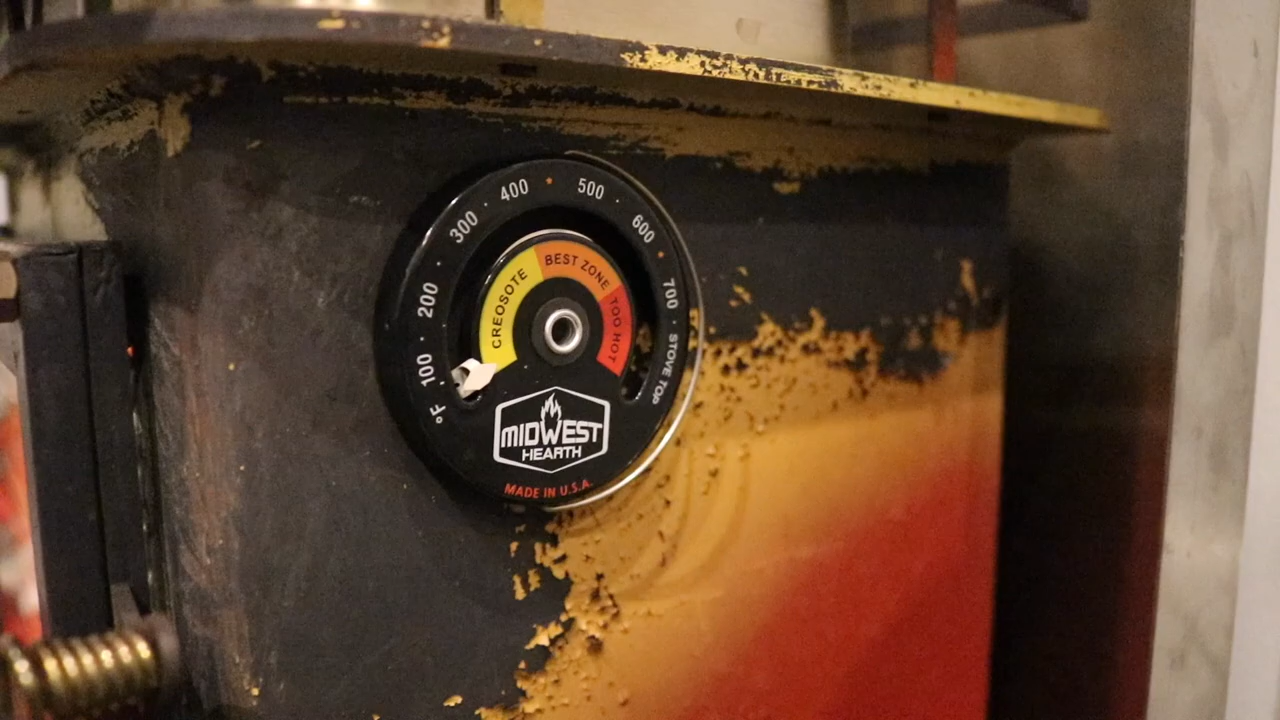 °F 100 · 200 · 300 · 400 · 500 · 600 · 700 · STOVE TOP
CREOSOTE BEST ZONE TOO HOT
MIDWEST
HEARTH
MADE IN U.S.A.